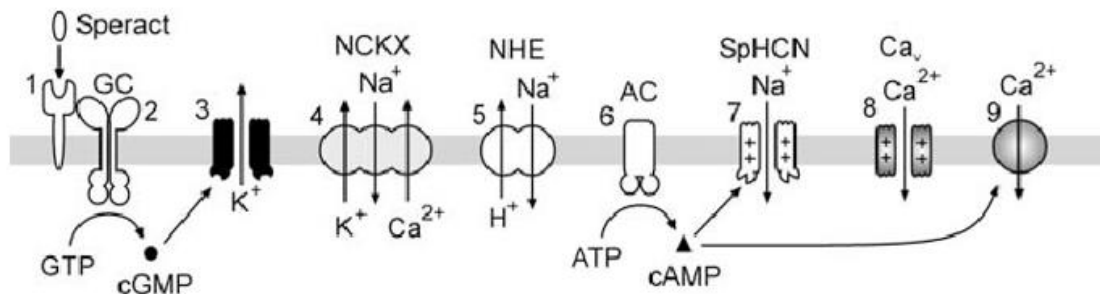 Speract
1
GC
2
3
K⁺
NCKX
Na⁺
4
K⁺
Ca²⁺
NHE
Na⁺
5
H⁺
AC
6
SpHCN
Na⁺
7
++
++
Caᵥ
Ca²⁺
8
++
++
Ca²⁺
9
GTP
cGMP
ATP
cAMP